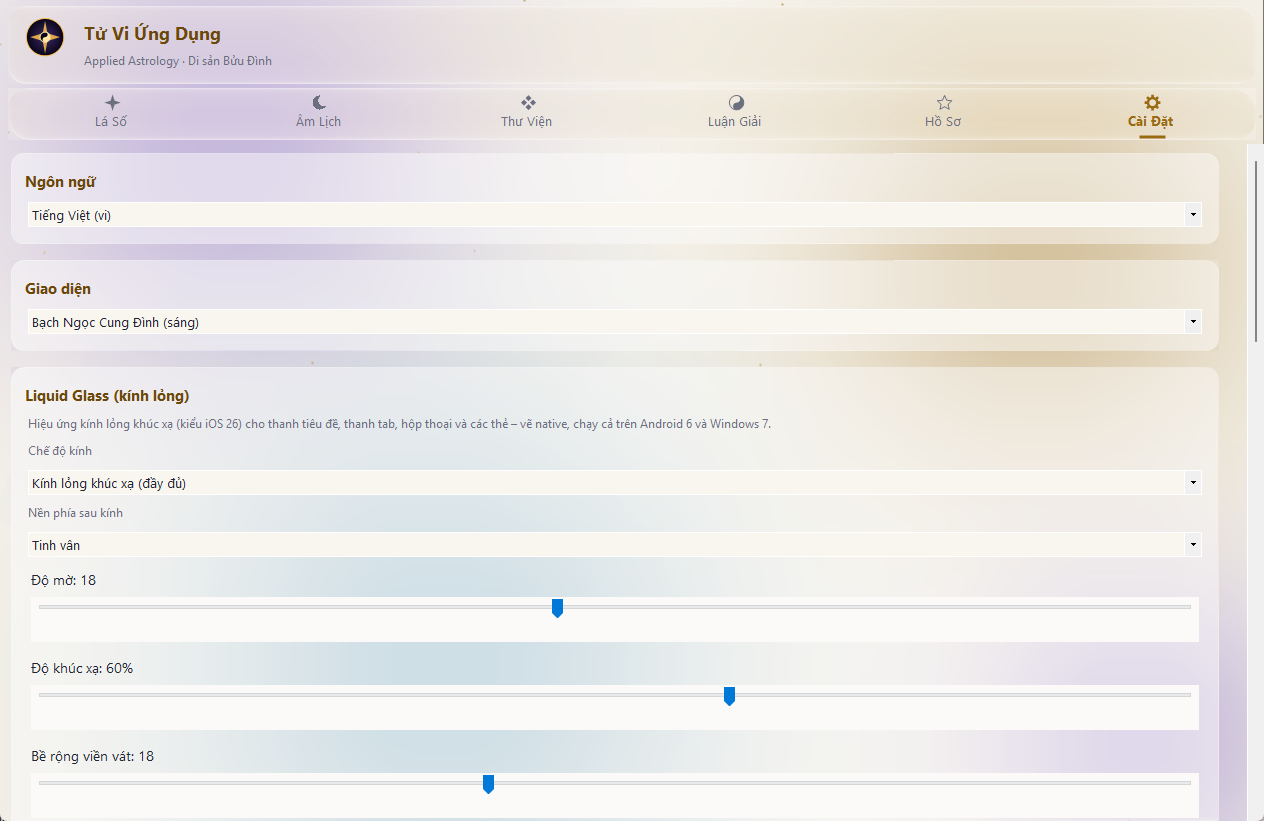 Tử Vi Ứng Dụng
Applied Astrology · Di sản Bửu Đình
Lá Số
Âm Lịch
Thư Viện
Luận Giải
Hồ Sơ
Cài Đặt
Ngôn ngữ
Tiếng Việt (vi)
Giao diện
Bạch Ngọc Cung Đình (sáng)
Liquid Glass (kính lỏng)
Hiệu ứng kính lỏng khúc xạ (kiểu iOS 26) cho thanh tiêu đề, thanh tab, hộp thoại và các thẻ – vẽ native, chạy cả trên Android 6 và Windows 7.
Chế độ kính
Kính lỏng khúc xạ (đầy đủ)
Nền phía sau kính
Tinh vân
Độ mờ: 18
Độ khúc xạ: 60%
Bề rộng viền vát: 18